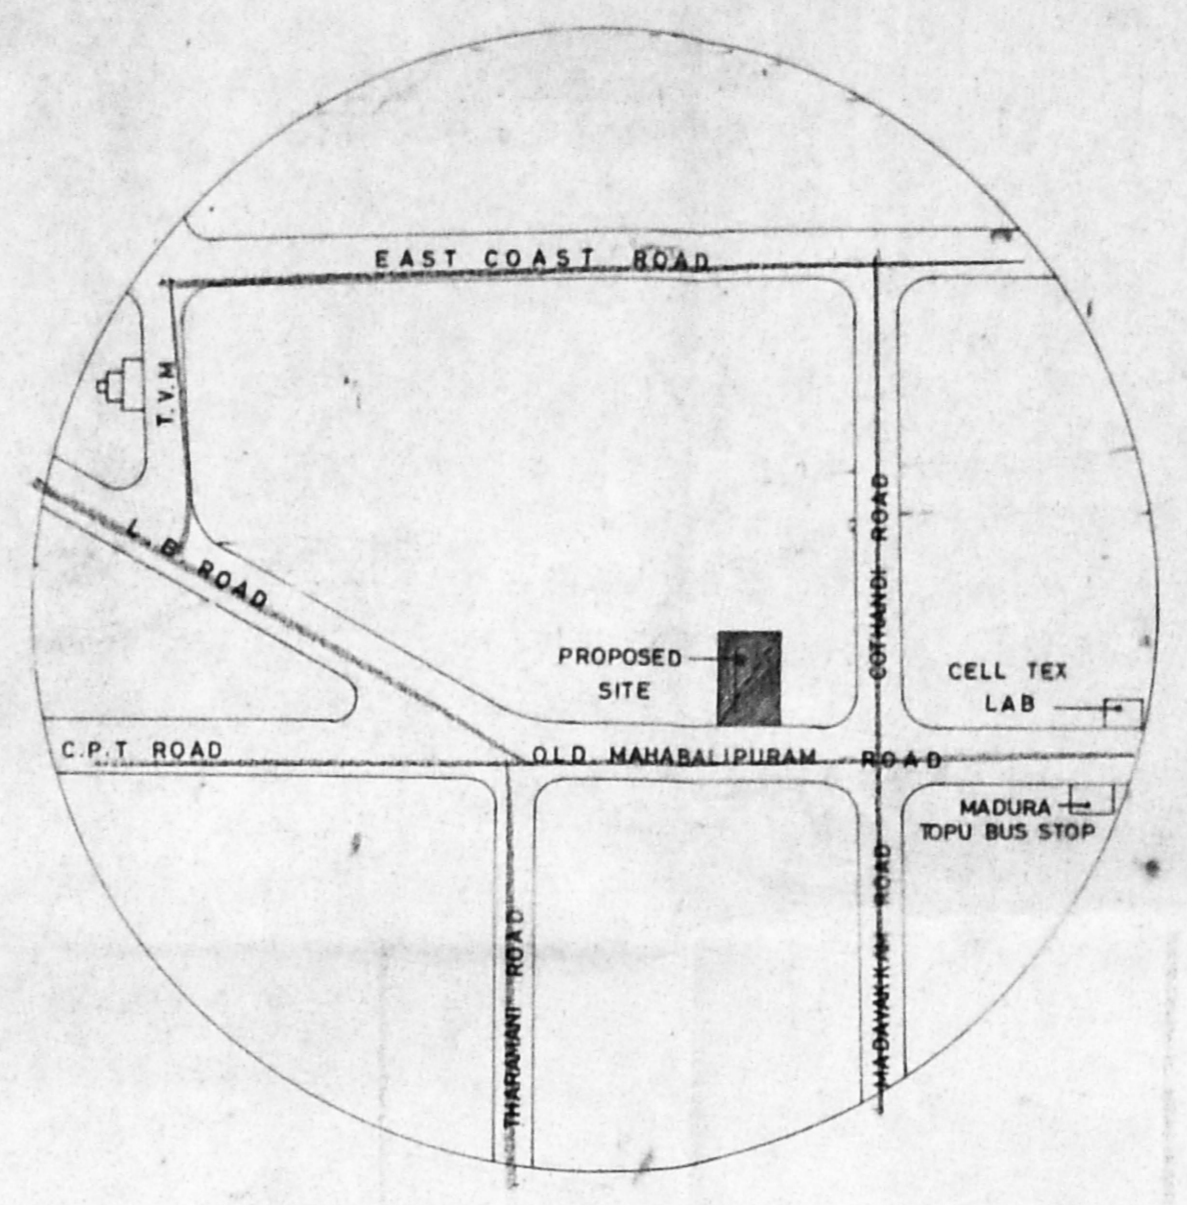 EAST COAST ROAD
T.V.M
L. B. ROAD
COTHANDI ROAD
PROPOSED
SITE
CELL TEX
LAB
C.P.T ROAD
OLD MAHABALIPURAM ROAD
MADURA
TOPU BUS STOP
THARAMANI ROAD
MADAVAKKAM ROAD